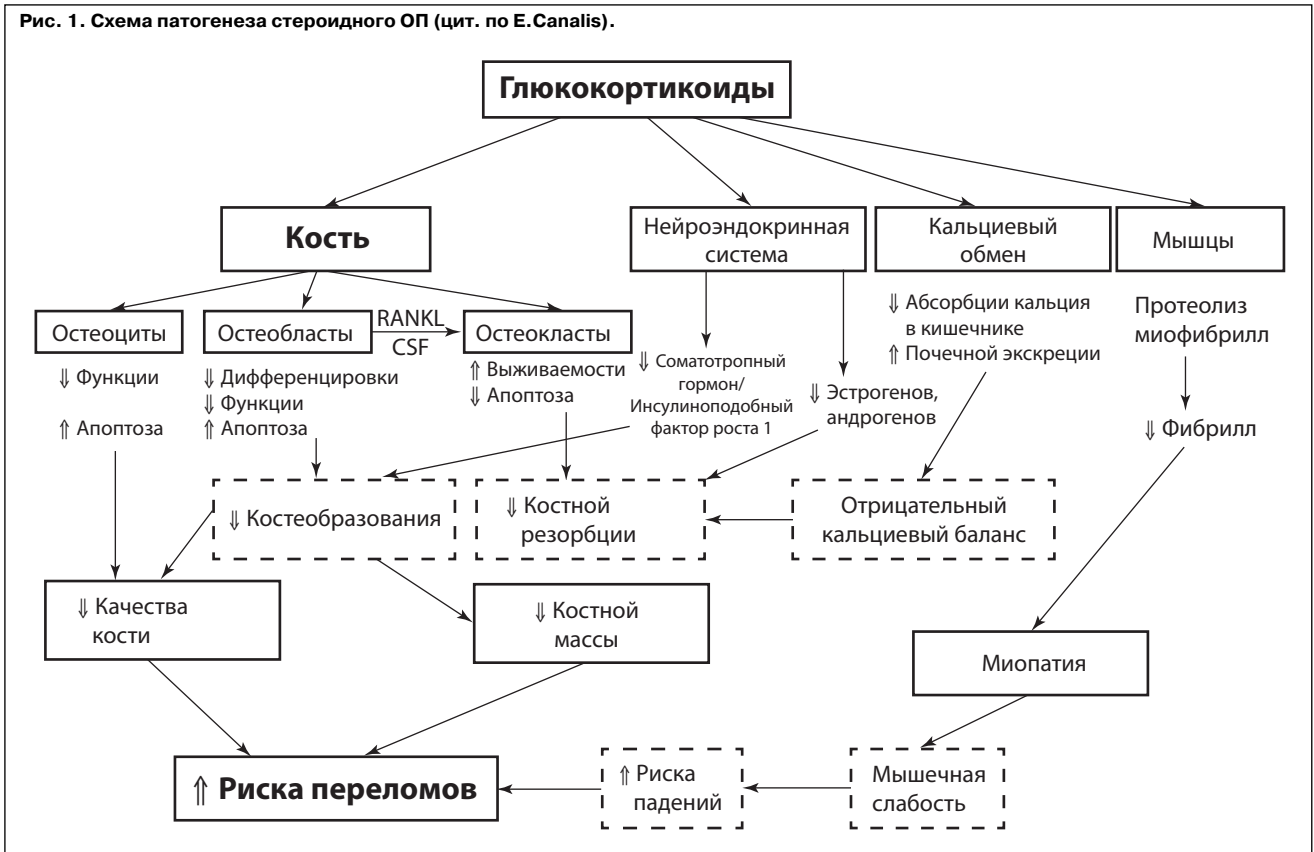 Рис. 1. Схема патогенеза стероидного ОП (цит. по E.Canalis).
Глюкокортикоиды
Кость
Нейроэндокринная
система
Кальциевый
обмен
Мышцы
Остеоциты
Остеобласты
RANKL
CSF
Остеокласты
⇓ Функции
⇑ Апоптоза
⇓ Дифференцировки
⇓ Функции
⇑ Апоптоза
⇑ Выживаемости
⇓ Апоптоза
⇓ Соматотропный
гормон/
Инсулиноподобный
фактор роста 1
⇓ Эстрогенов,
андрогенов
⇓ Абсорбции кальция
в кишечнике
⇑ Почечной экскреции
Протеолиз
миофибрилл
⇓ Фибрилл
⇓ Костеобразования
⇓ Костной
резорбции
Отрицательный
кальциевый баланс
⇓ Качества
кости
⇓ Костной
массы
Миопатия
⇑ Риска переломов
⇑ Риска
падений
Мышечная
слабость